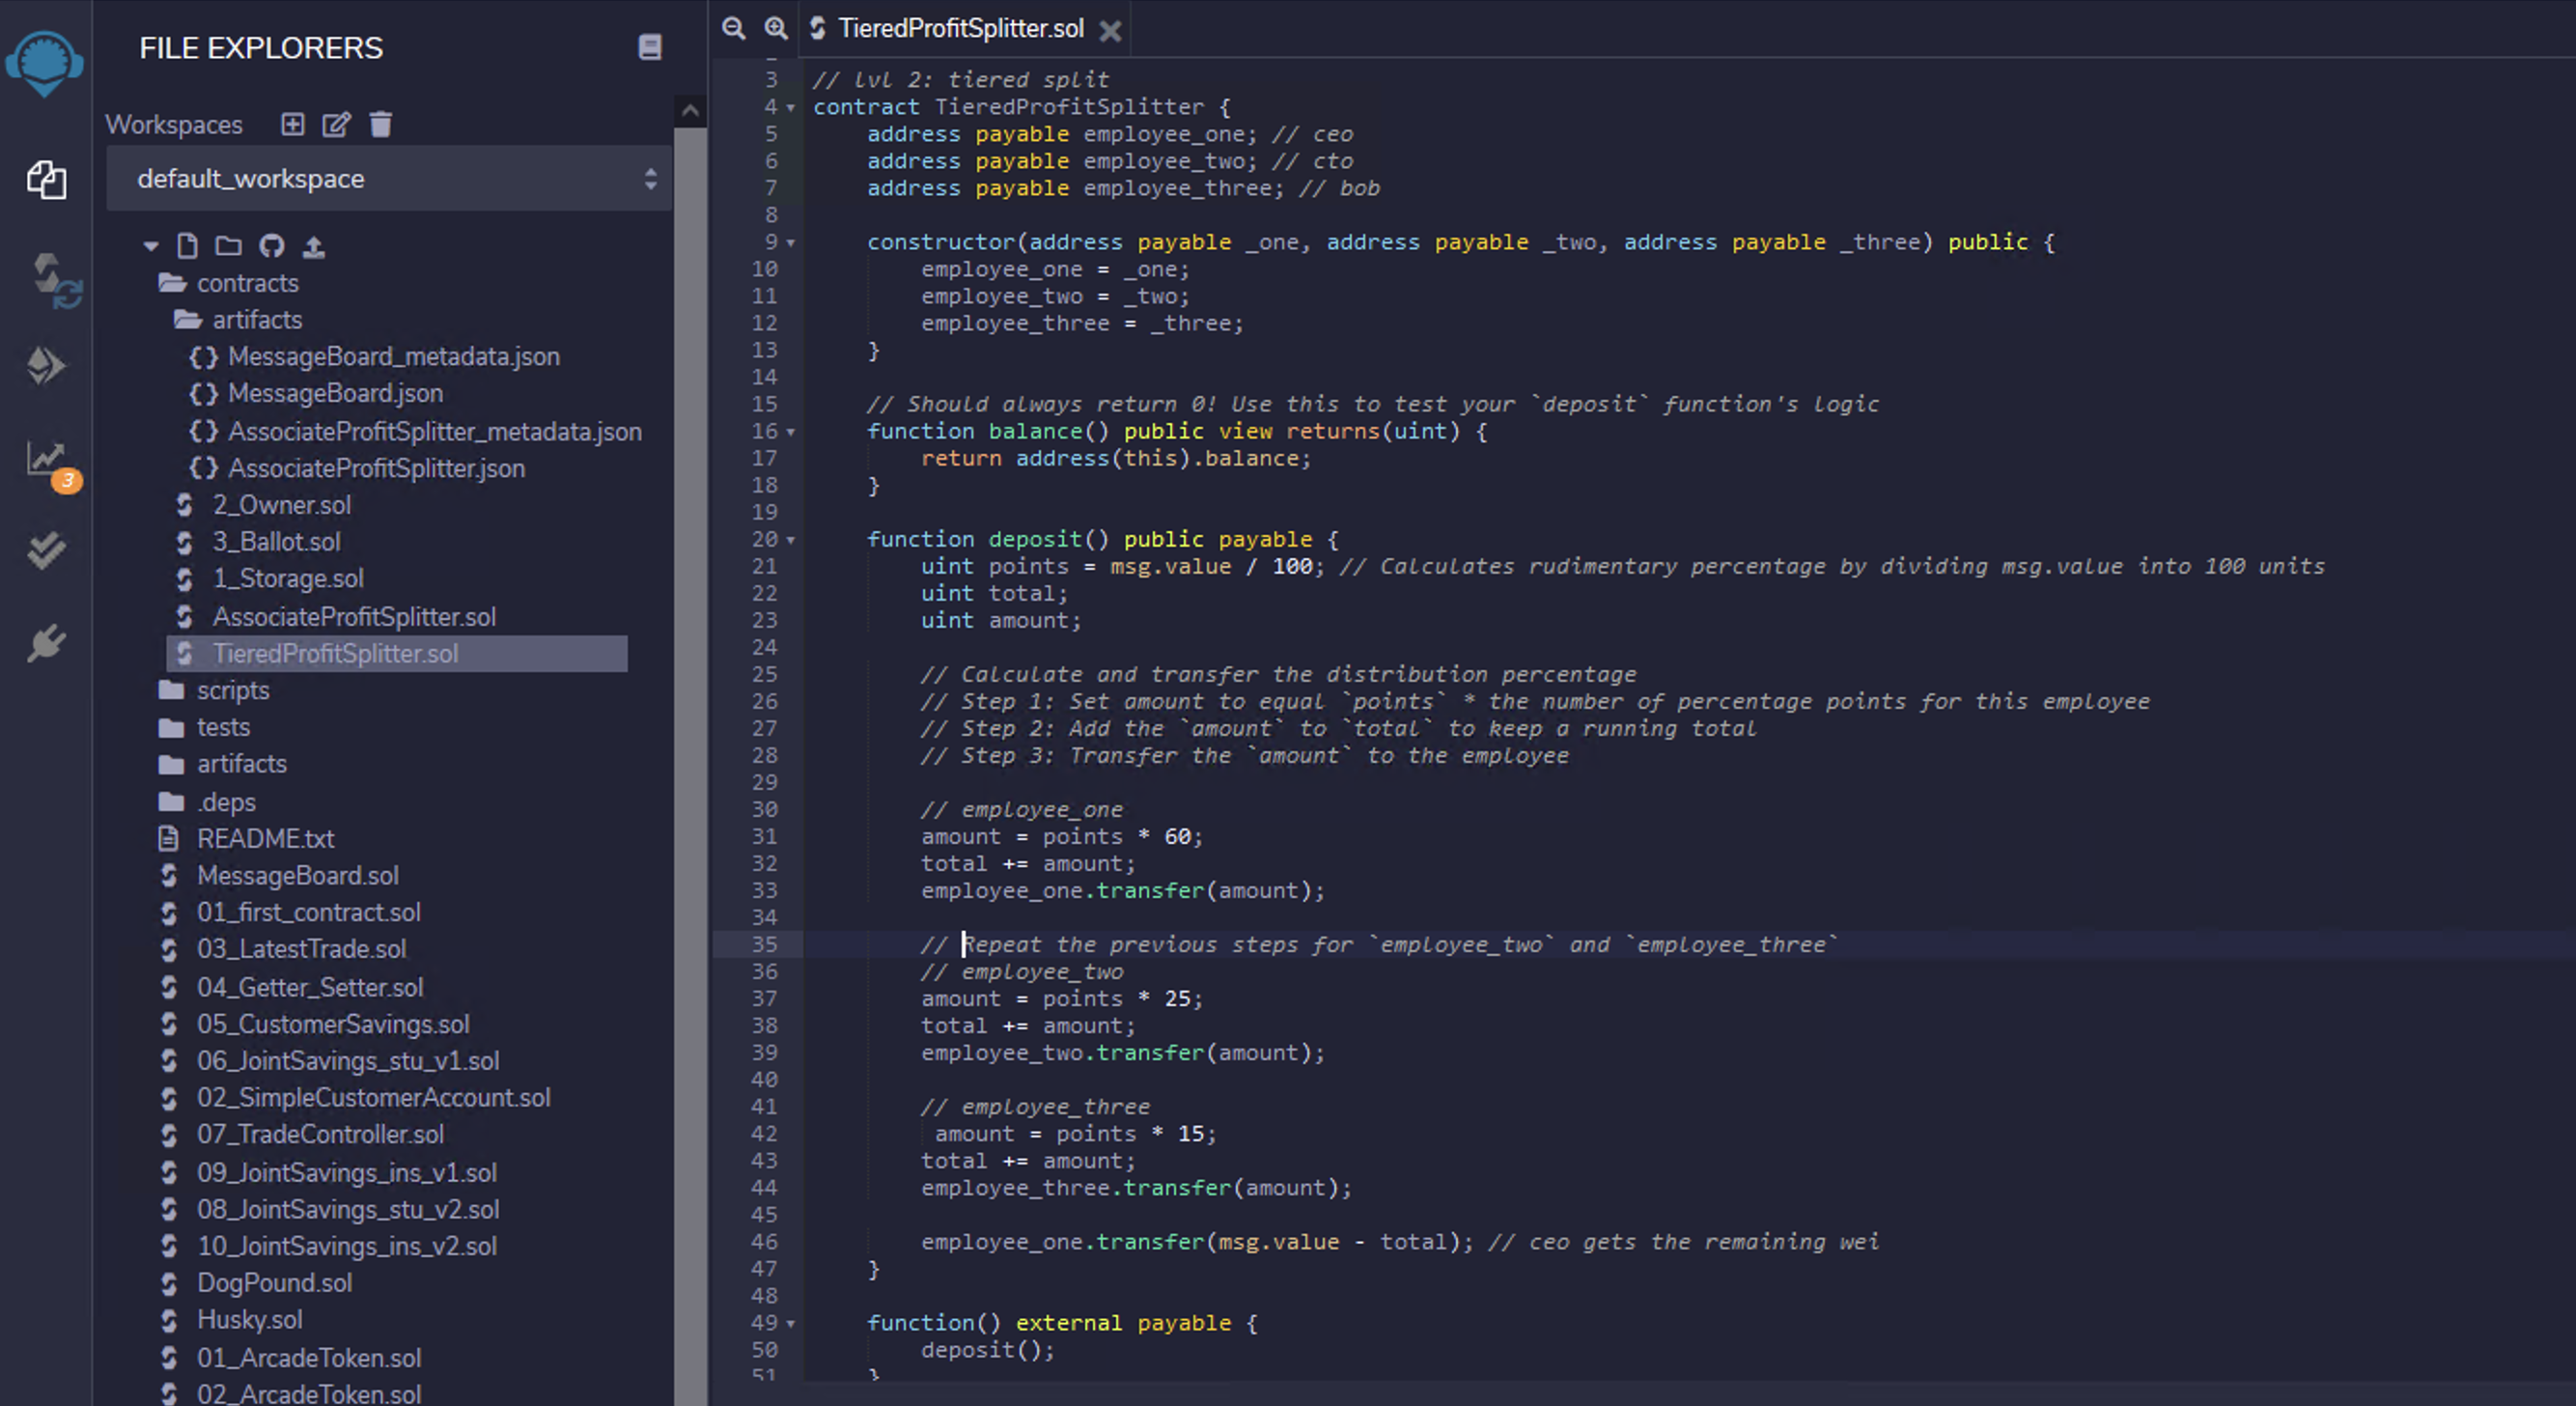 FILE EXPLORERS
Workspaces
default_workspace
contracts
artifacts
MessageBoard_metadata.json
MessageBoard.json
AssociateProfitSplitter_metadata.json
AssociateProfitSplitter.json
2_Owner.sol
3_Ballot.sol
1_Storage.sol
AssociateProfitSplitter.sol
TieredProfitSplitter.sol
scripts
tests
artifacts
.deps
README.txt
MessageBoard.sol
01_first_contract.sol
03_LatestTrade.sol
04_Getter_Setter.sol
05_CustomerSavings.sol
06_JointSavings_stu_v1.sol
02_SimpleCustomerAccount.sol
07_TradeController.sol
09_JointSavings_ins_v1.sol
08_JointSavings_stu_v2.sol
10_JointSavings_ins_v2.sol
DogPound.sol
Husky.sol
01_ArcadeToken.sol
02_ArcadeToken.sol
3
TieredProfitSplitter.sol
3 // lvl 2: tiered split
4 contract TieredProfitSplitter {
5 address payable employee_one; // ceo
6 address payable employee_two; // cto
7 address payable employee_three; // bob
8
9 constructor(address payable _one, address payable _two, address payable _three) public {
10 employee_one = _one;
11 employee_two = _two;
12 employee_three = _three;
13 }
14
15 // Should always return 0! Use this to test your `deposit` function's logic
16 function balance() public view returns(uint) {
17 return address(this).balance;
18 }
19
20 function deposit() public payable {
21 uint points = msg.value / 100; // Calculates rudimentary percentage by dividing msg.value into 100 units
22 uint total;
23 uint amount;
24
25 // Calculate and transfer the distribution percentage
26 // Step 1: Set amount to equal `points` * the number of percentage points for this employee
27 // Step 2: Add the `amount` to `total` to keep a running total
28 // Step 3: Transfer the `amount` to the employee
29
30 // employee_one
31 amount = points * 60;
32 total += amount;
33 employee_one.transfer(amount);
34
35 // Repeat the previous steps for `employee_two` and `employee_three`
36 // employee_two
37 amount = points * 25;
38 total += amount;
39 employee_two.transfer(amount);
40
41 // employee_three
42 amount = points * 15;
43 total += amount;
44 employee_three.transfer(amount);
45
46 employee_one.transfer(msg.value - total); // ceo gets the remaining wei
47 }
48
49 function() external payable {
50 deposit();
51 }